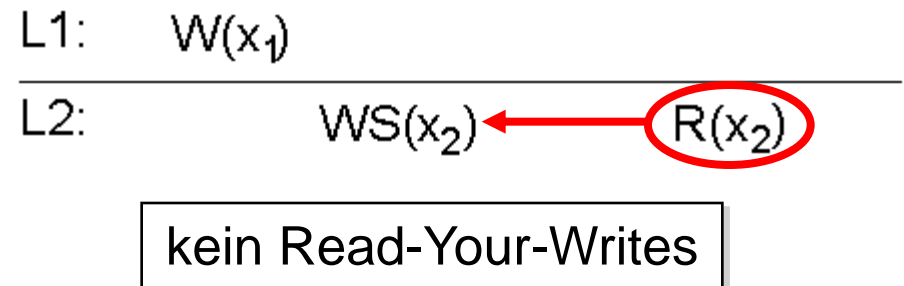 L1: W(x₁)
L2: WS(x₂) R(x₂)
kein Read-Your-Writes